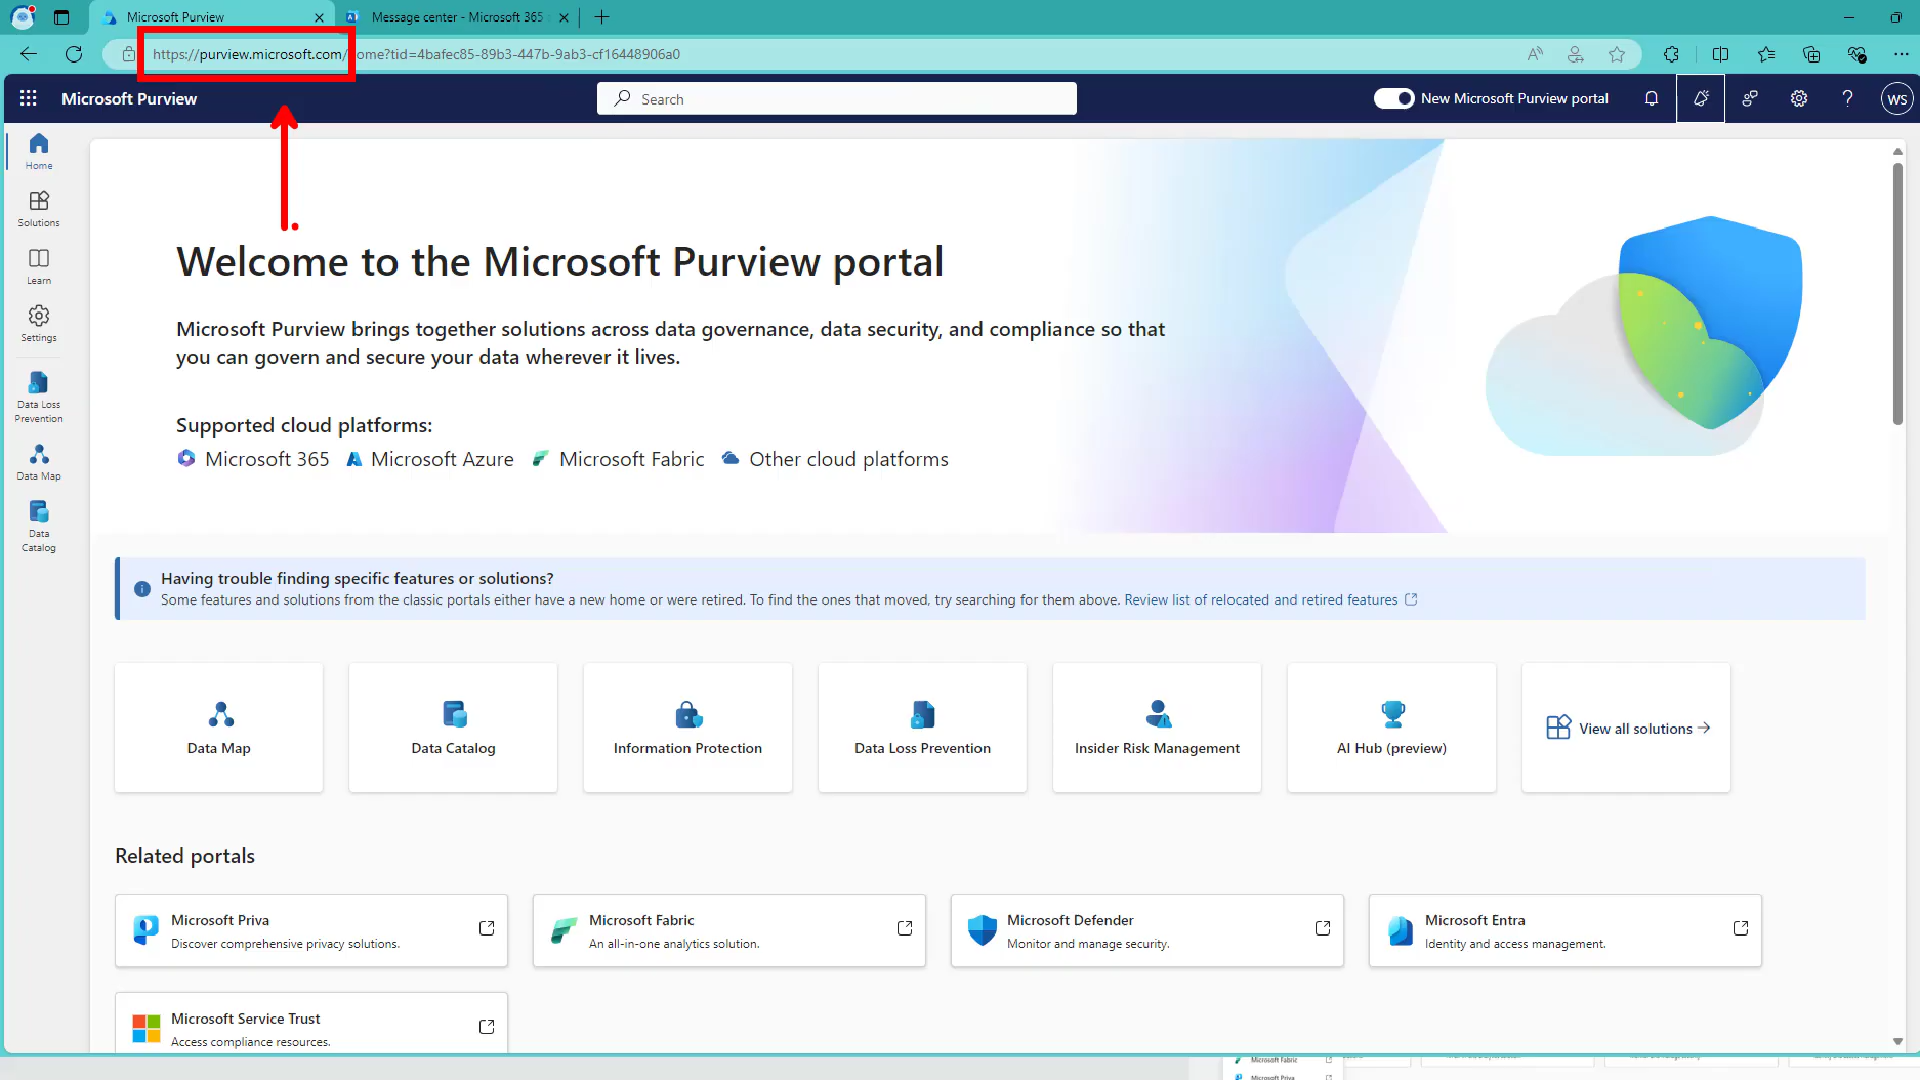 Microsoft Purview
Message center - Microsoft 365
https://purview.microsoft.com/ome?tid=4bafec85-89b3-447b-9ab3-cf16448906a0
Microsoft Purview
Search
New Microsoft Purview portal
WS
Home
Solutions
Learn
Settings
Data Loss
Prevention
Data Map
Data
Catalog
Welcome to the Microsoft Purview portal
Microsoft Purview brings together solutions across data governance, data security, and compliance so that
you can govern and secure your data wherever it lives.
Supported cloud platforms:
Microsoft 365 Microsoft Azure Microsoft Fabric Other cloud platforms
Having trouble finding specific features or solutions?
Some features and solutions from the classic portals either have a new home or were retired. To find the ones that moved, try searching for them above. Review list of relocated and retired features
Data Map
Data Catalog
Information Protection
Data Loss Prevention
Insider Risk Management
AI Hub (preview)
View all solutions
Related portals
Microsoft Priva
Discover comprehensive privacy solutions.
Microsoft Fabric
An all-in-one analytics solution.
Microsoft Defender
Monitor and manage security.
Microsoft Entra
Identity and access management.
Microsoft Service Trust
Access compliance resources.
Microsoft Fabric
Microsoft Priva